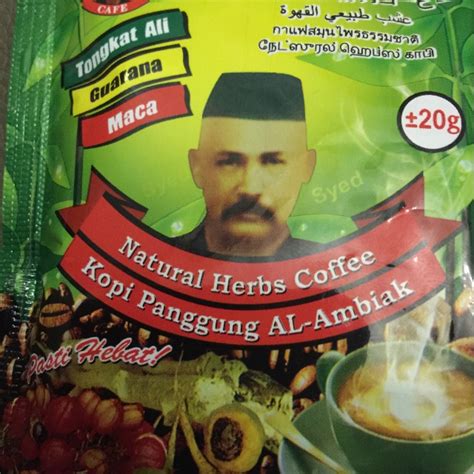 CAFE
عشب طبيعي القهوة
กาแฟสมุนไพรธรรมชาติ
நேட்ஸூரல் ஹெர்ப்ஸ் காபி
Tongkat Ali
Guarana
Maca
±20g
Syed
Natural Herbs Coffee
Kopi Panggung AL-Ambiak
Pasti Hebat!